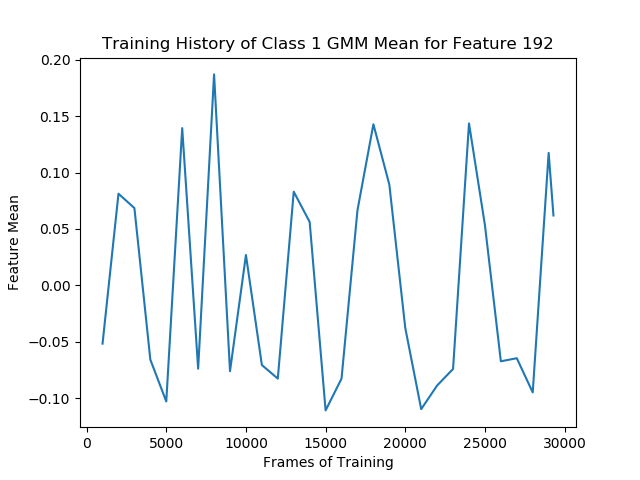 Training History of Class 1 GMM Mean for Feature 192
0.20
0.15
0.10
0.05
0.00
−0.05
−0.10
Feature Mean
0 5000 10000 15000 20000 25000 30000
Frames of Training